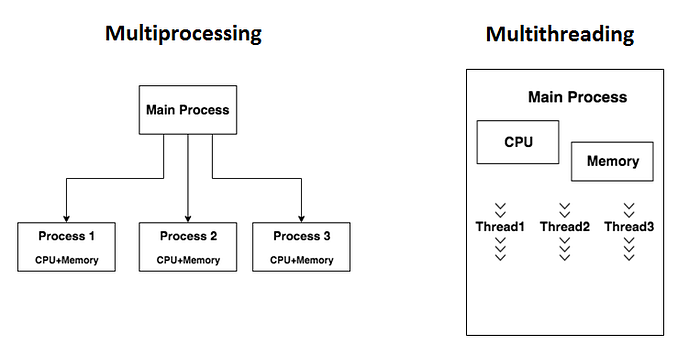 Multiprocessing
Main Process
Process 1
CPU+Memory
Process 2
CPU+Memory
Process 3
CPU+Memory
Multithreading
Main Process
CPU
Memory
Thread1
Thread2
Thread3